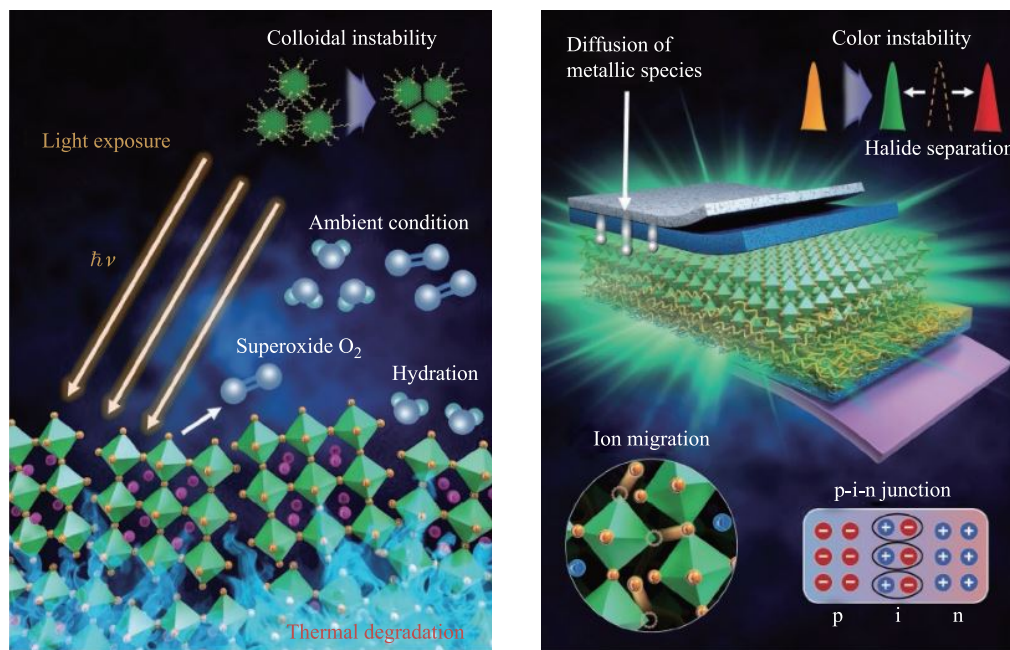 Colloidal instability
Light exposure
ℏν
Ambient condition
Superoxide O₂
Hydration
Thermal degradation
Diffusion of
metallic species
Color instability
Halide separation
Ion migration
p-i-n junction
p i n